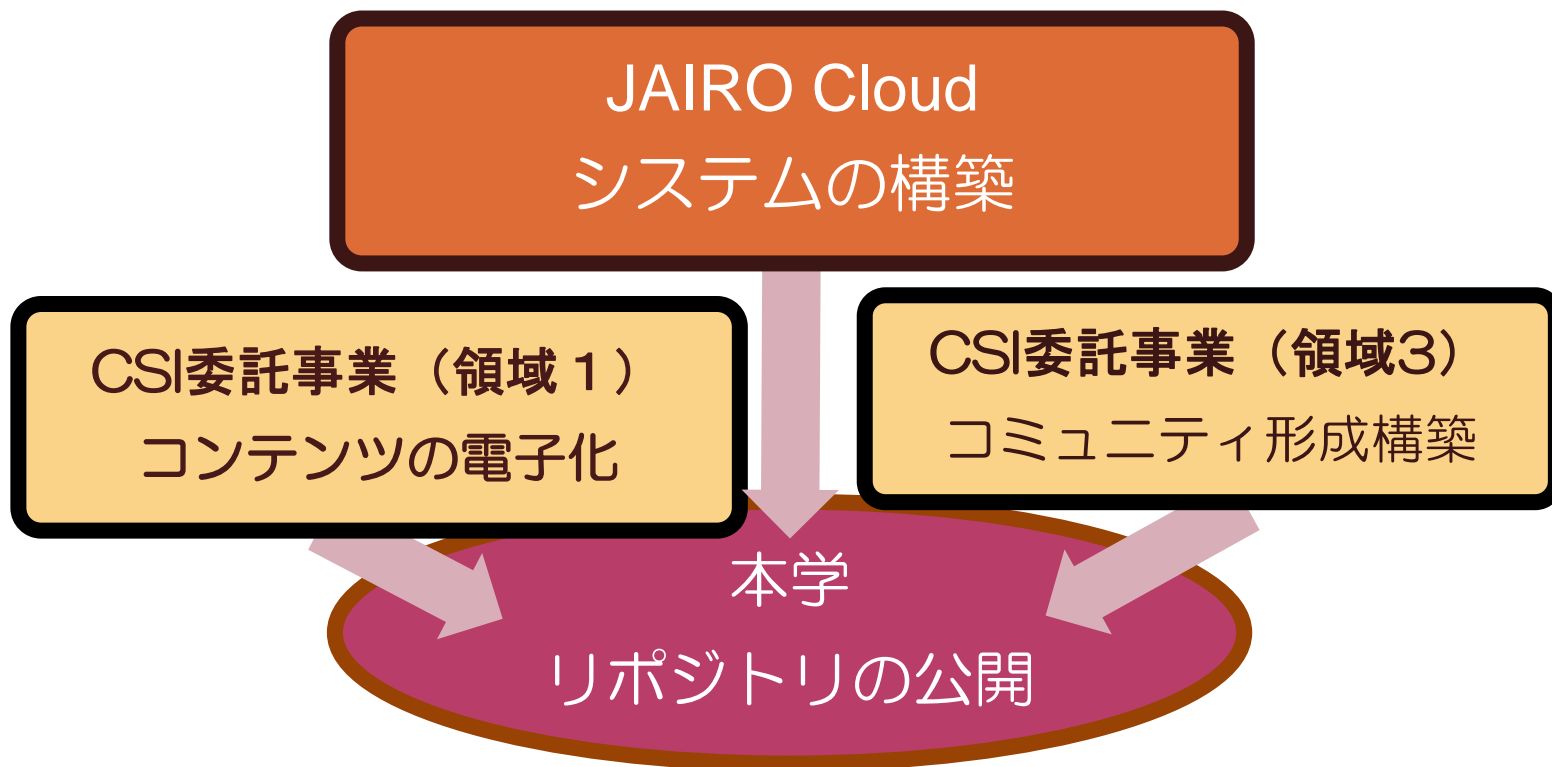 JAIRO Cloud
システムの構築
CSI委託事業（領域１）
コンテンツの電子化
CSI委託事業（領域3）
コミュニティ形成構築
本学
リポジトリの公開